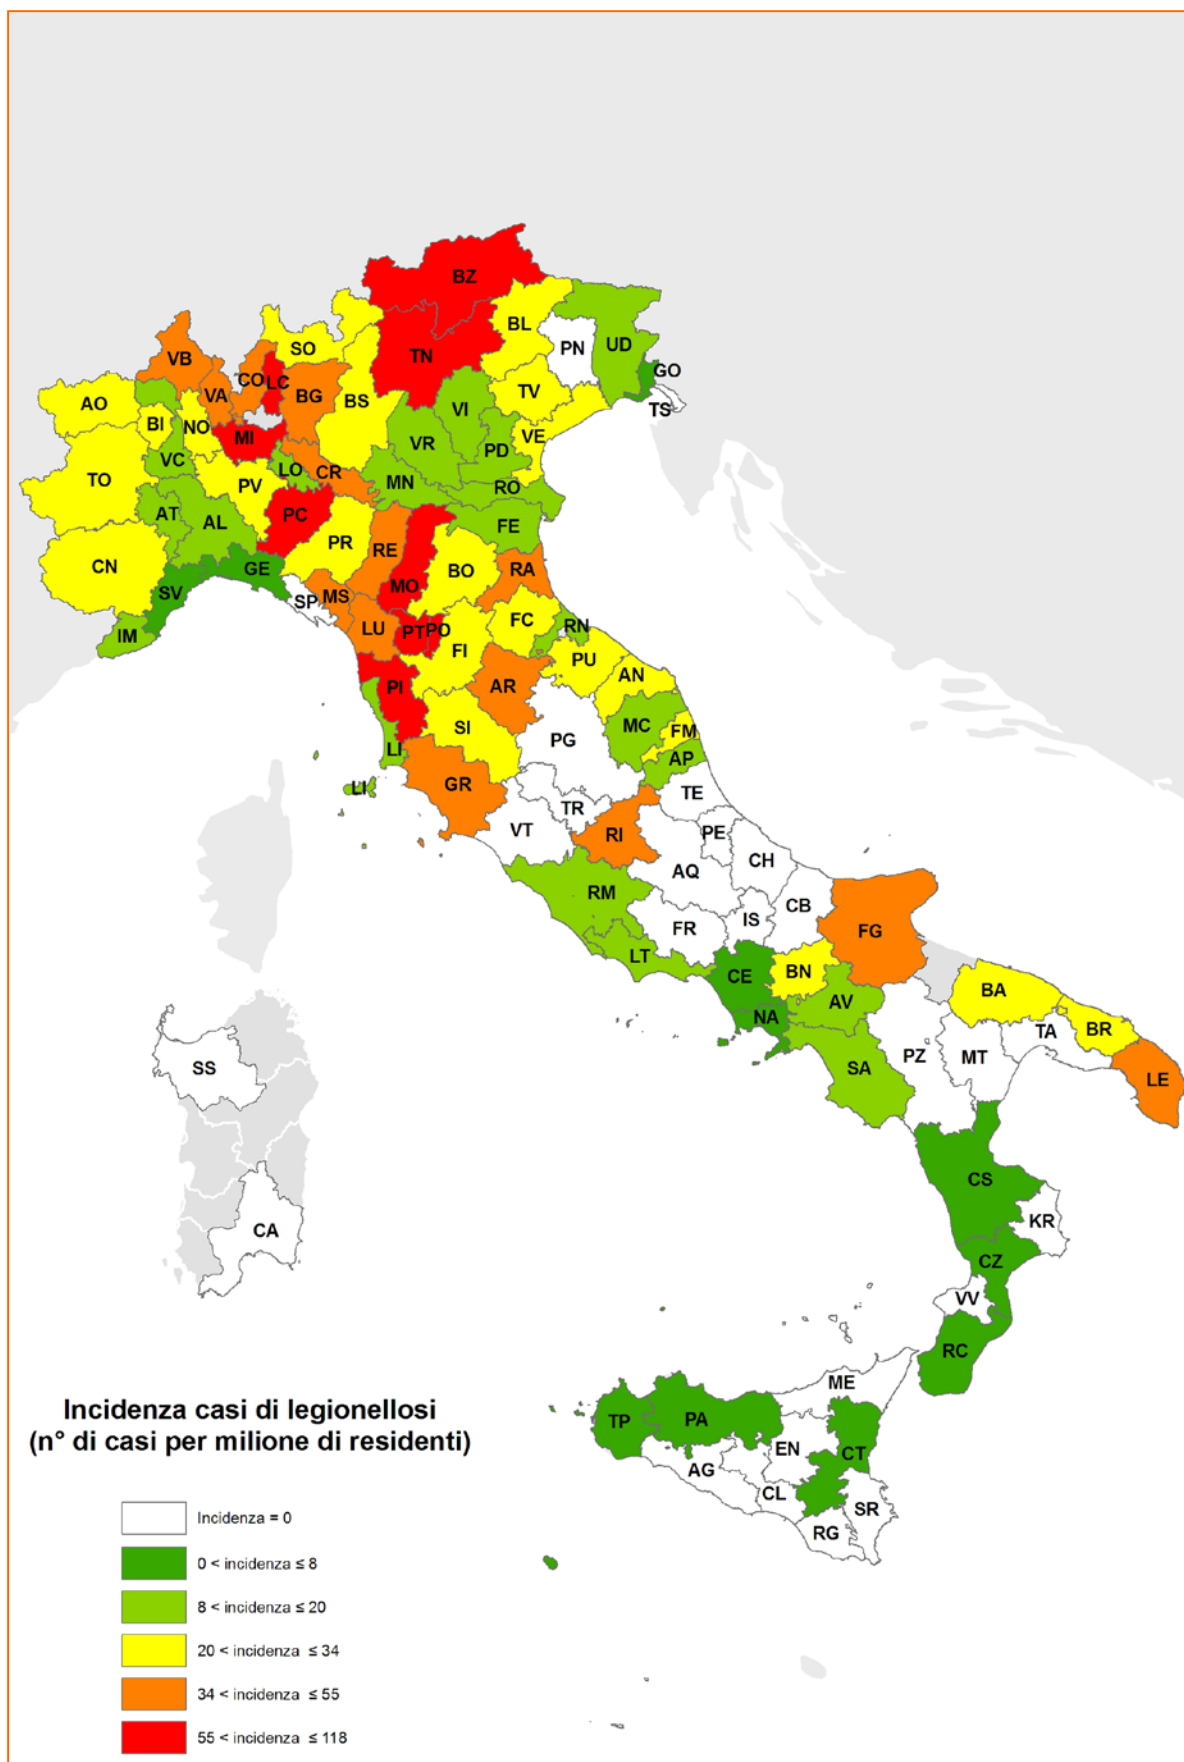 BZ
BL
PN
UD
GO
TS
SO
TN
VB
CO
LC
VA
BG
BS
TV
AO
BI
NO
VI
VE
MI
VR
PD
VC
LO
CR
TO
PV
MN
RO
AT
AL
PC
FE
PR
RE
CN
GE
MO
BO
RA
SV
SP
MS
IM
LU
PT
PO
FC
RN
FI
PU
AN
PI
AR
SI
MC
FM
PG
LI
AP
LI
GR
TE
TR
VT
RI
PE
CH
AQ
RM
CB
IS
FR
FG
LT
CE
BN
BA
AV
NA
TA
BR
PZ
MT
SS
SA
LE
CS
CA
KR
CZ
VV
RC
ME
TP
PA
EN
CT
AG
CL
SR
RG
Incidenza casi di legionellosi
(n° di casi per milione di residenti)
Incidenza = 0
0 < incidenza ≤ 8
8 < incidenza ≤ 20
20 < incidenza ≤ 34
34 < incidenza ≤ 55
55 < incidenza ≤ 118